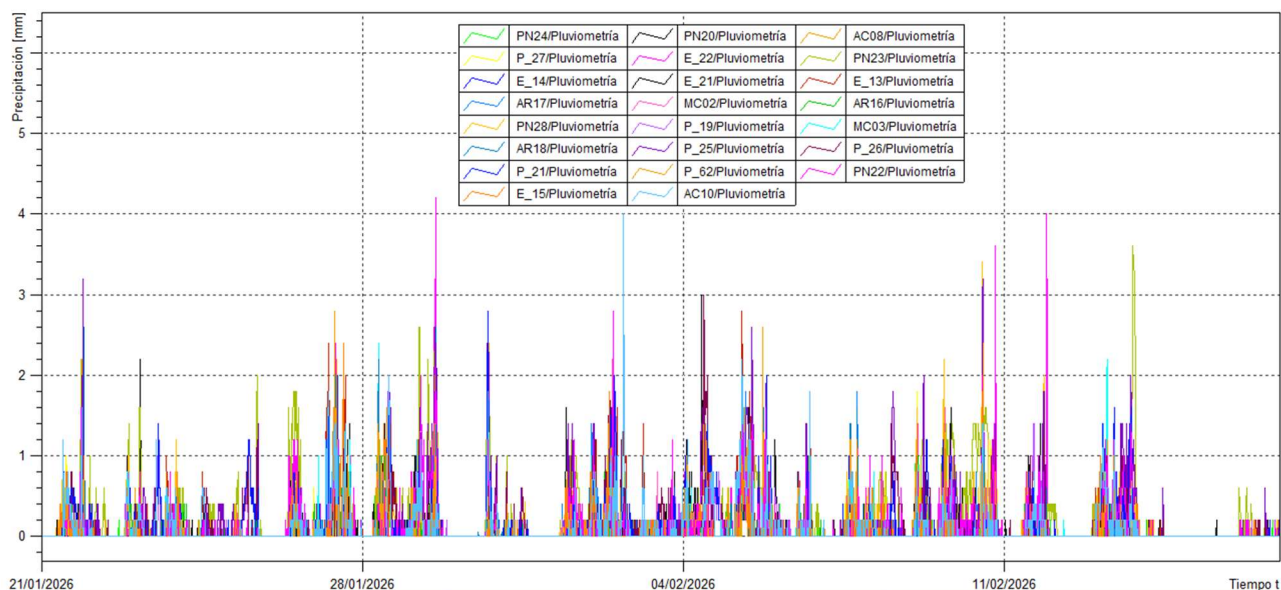 Precipitación [mm]
PN24/Pluviometría PN20/Pluviometría AC08/Pluviometría
P_27/Pluviometría E_22/Pluviometría PN23/Pluviometría
E_14/Pluviometría E_21/Pluviometría E_13/Pluviometría
AR17/Pluviometría MC02/Pluviometría AR16/Pluviometría
PN28/Pluviometría P_19/Pluviometría MC03/Pluviometría
AR18/Pluviometría P_25/Pluviometría P_26/Pluviometría
P_21/Pluviometría P_62/Pluviometría PN22/Pluviometría
E_15/Pluviometría AC10/Pluviometría
5
4
3
2
1
0
21/01/2026 28/01/2026 04/02/2026 11/02/2026 Tiempo t